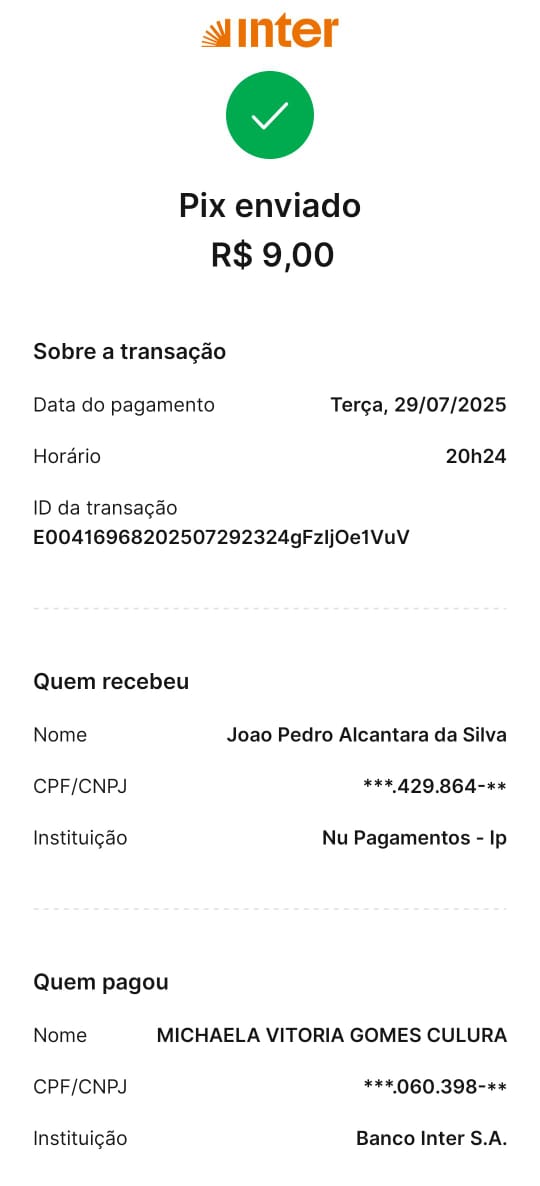 inter
Pix enviado
R$ 9,00
Sobre a transação
Data do pagamento Terça, 29/07/2025
Horário 20h24
ID da transação
E00416968202507292324gFzIjOe1VuV
Quem recebeu
Nome Joao Pedro Alcantara da Silva
CPF/CNPJ ***.429.864-**
Instituição Nu Pagamentos - Ip
Quem pagou
Nome MICHAELA VITORIA GOMES CULURA
CPF/CNPJ ***.060.398-**
Instituição Banco Inter S.A.